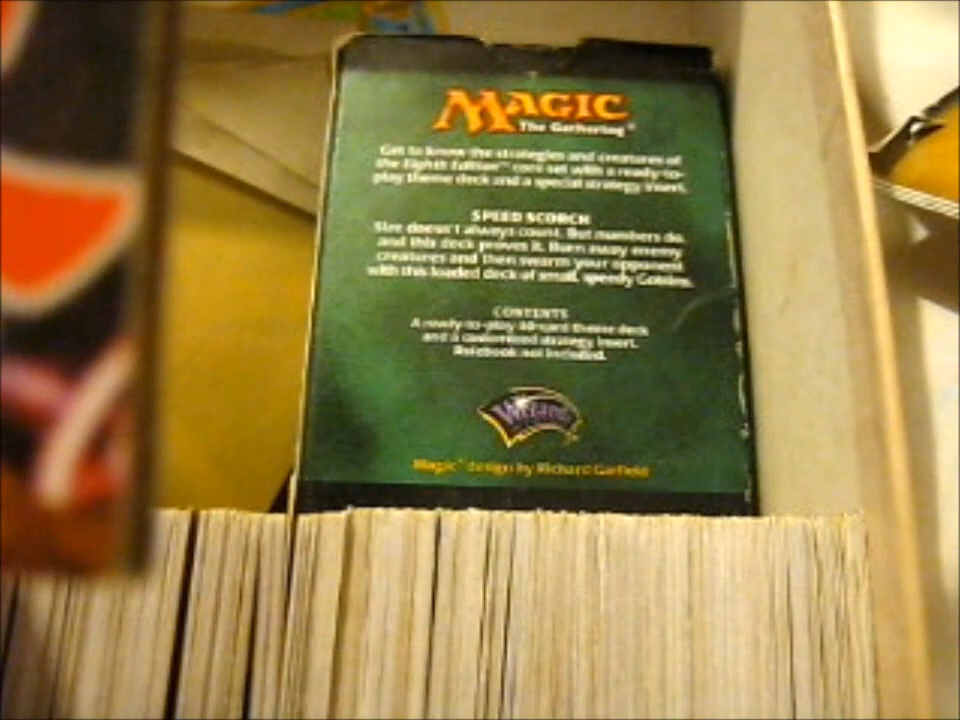 MAGIC
The Gathering®
Get to know the strategies and creatures of
the Eighth Edition™ core set with a ready-to-
play theme deck and a special strategy insert.
SPEED SCORCH
Size doesn't always count. But numbers do,
and this deck proves it. Burn away enemy
creatures and then swarm your opponent
with this loaded deck of small, speedy Goblins.
CONTENTS
A ready-to-play 40-card theme deck
and a customized strategy insert.
Rulebook not included.
Wizards
Magic® design by Richard Garfield